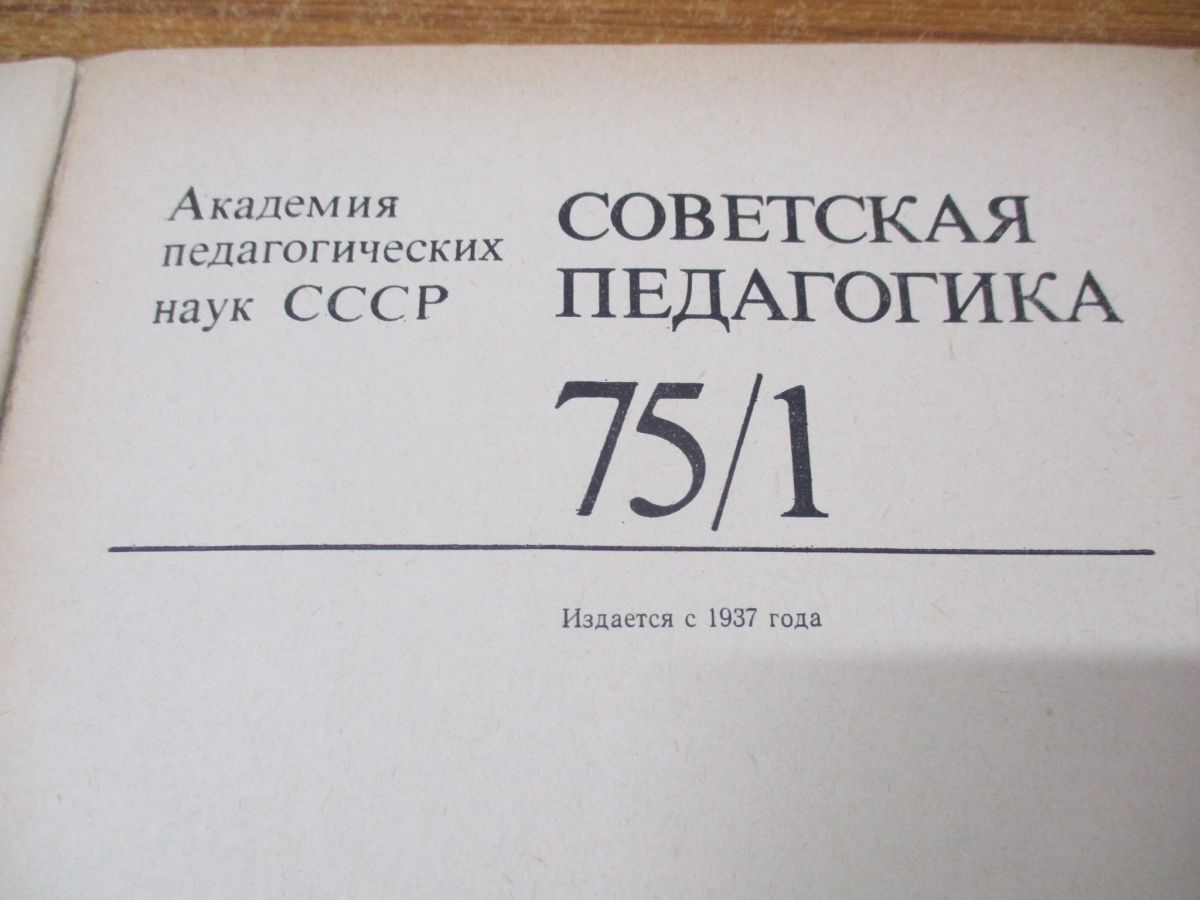 Академия
педагогических
наук СССР
СОВЕТСКАЯ
ПЕДАГОГИКА
75/1
Издается с 1937 года